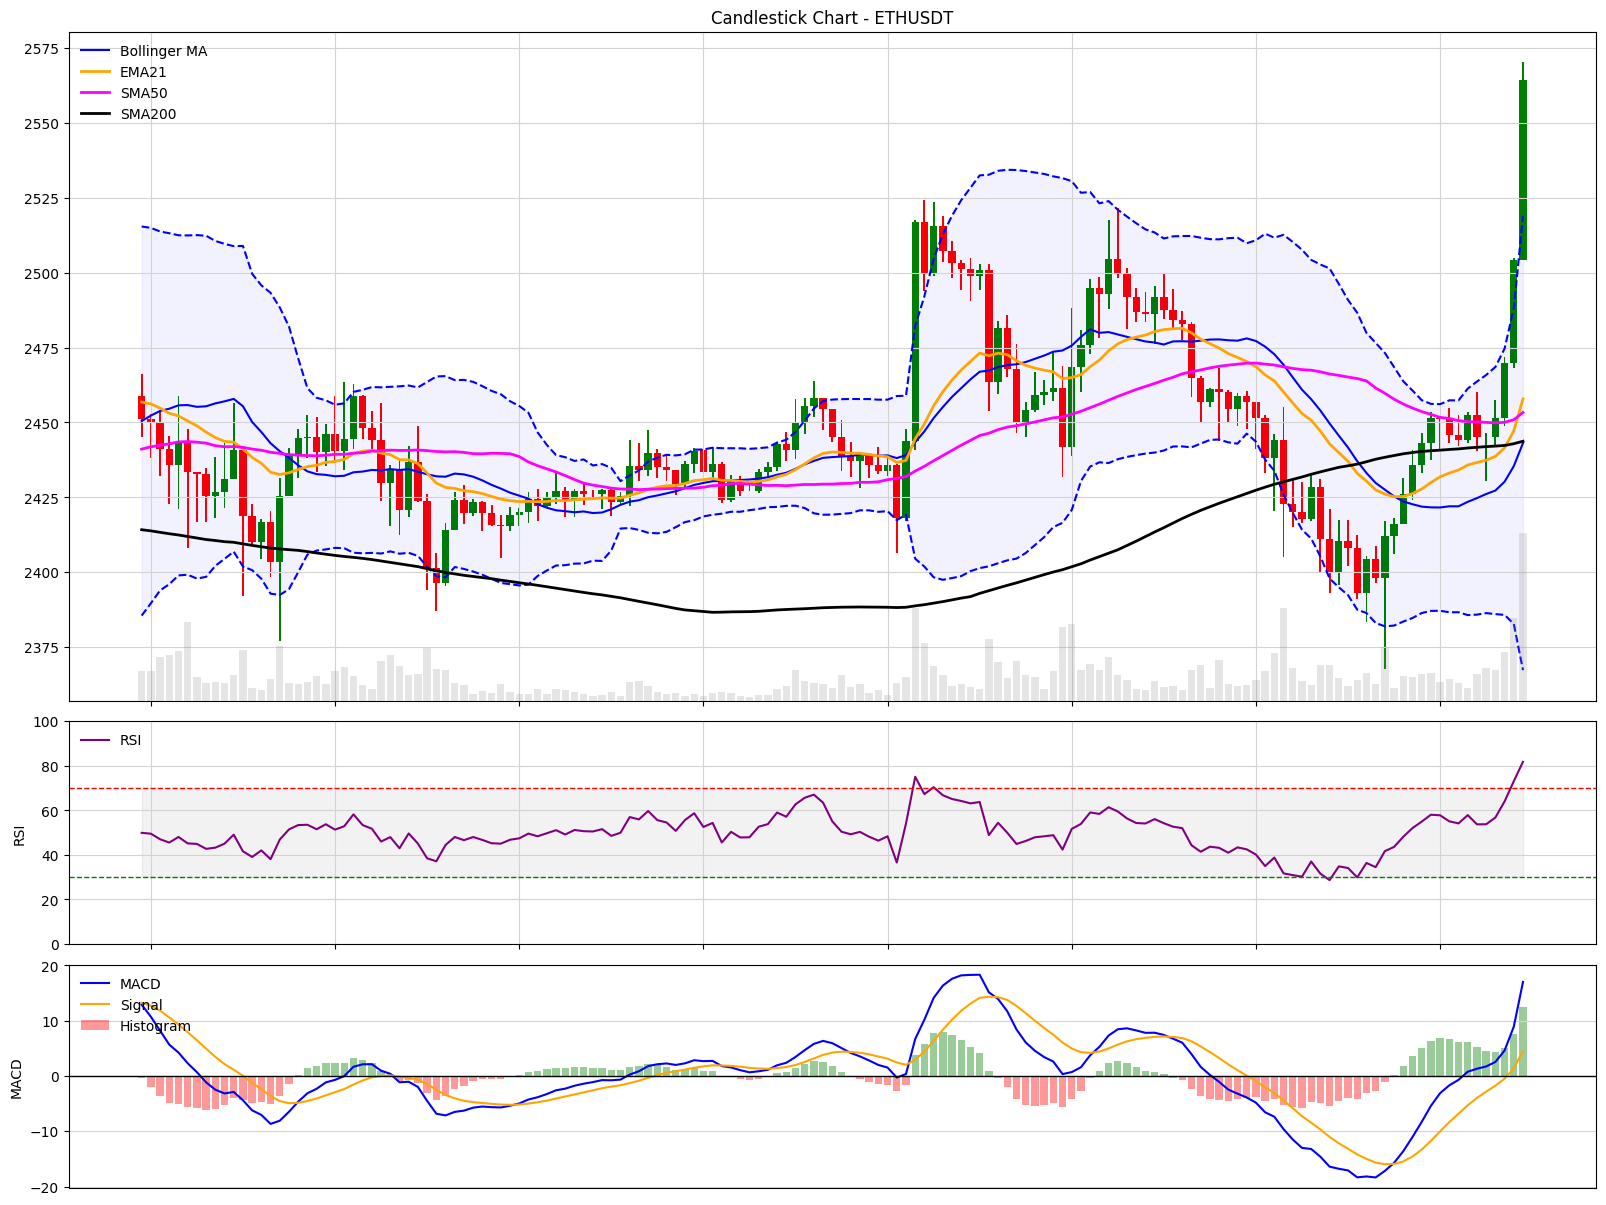 Candlestick Chart - ETHUSDT
2575
2550
2525
2500
2475
2450
2425
2400
2375
Bollinger MA
EMA21
SMA50
SMA200
100
80
60
40
20
0
RSI
RSI
20
10
0
−10
−20
MACD
MACD
Signal
Histogram